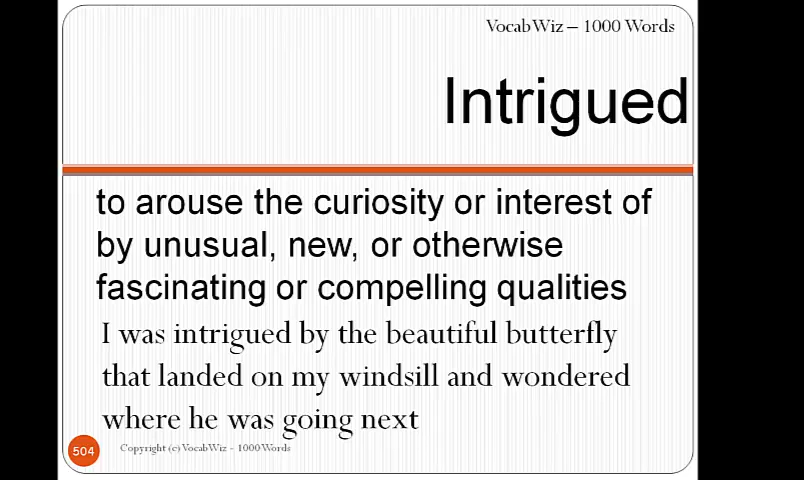 VocabWiz – 1000 Words
Intrigued
to arouse the curiosity or interest of
by unusual, new, or otherwise
fascinating or compelling qualities
I was intrigued by the beautiful butterfly
that landed on my windsill and wondered
where he was going next
504
Copyright (c) VocabWiz - 1000 Words